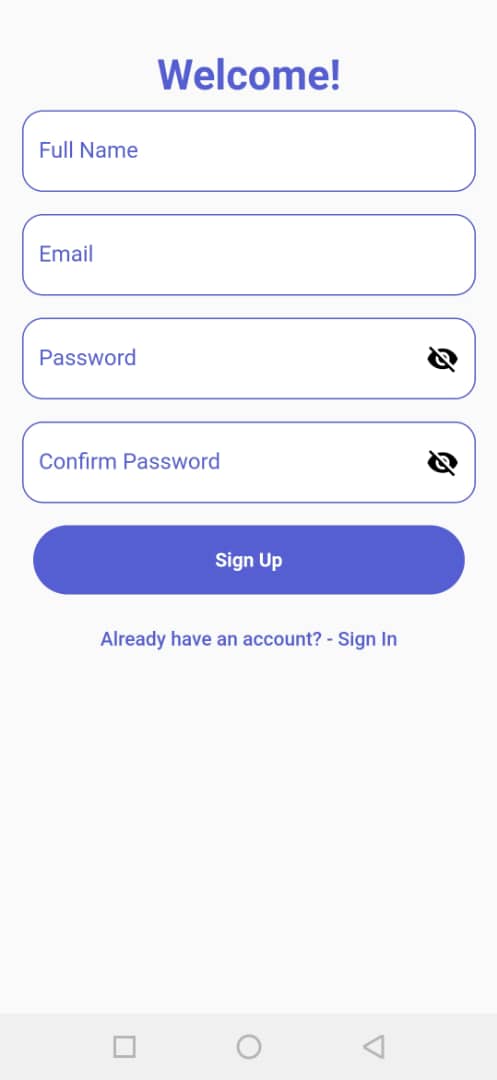 Welcome!
Full Name
Email
Password
Confirm Password
Sign Up
Already have an account? - Sign In